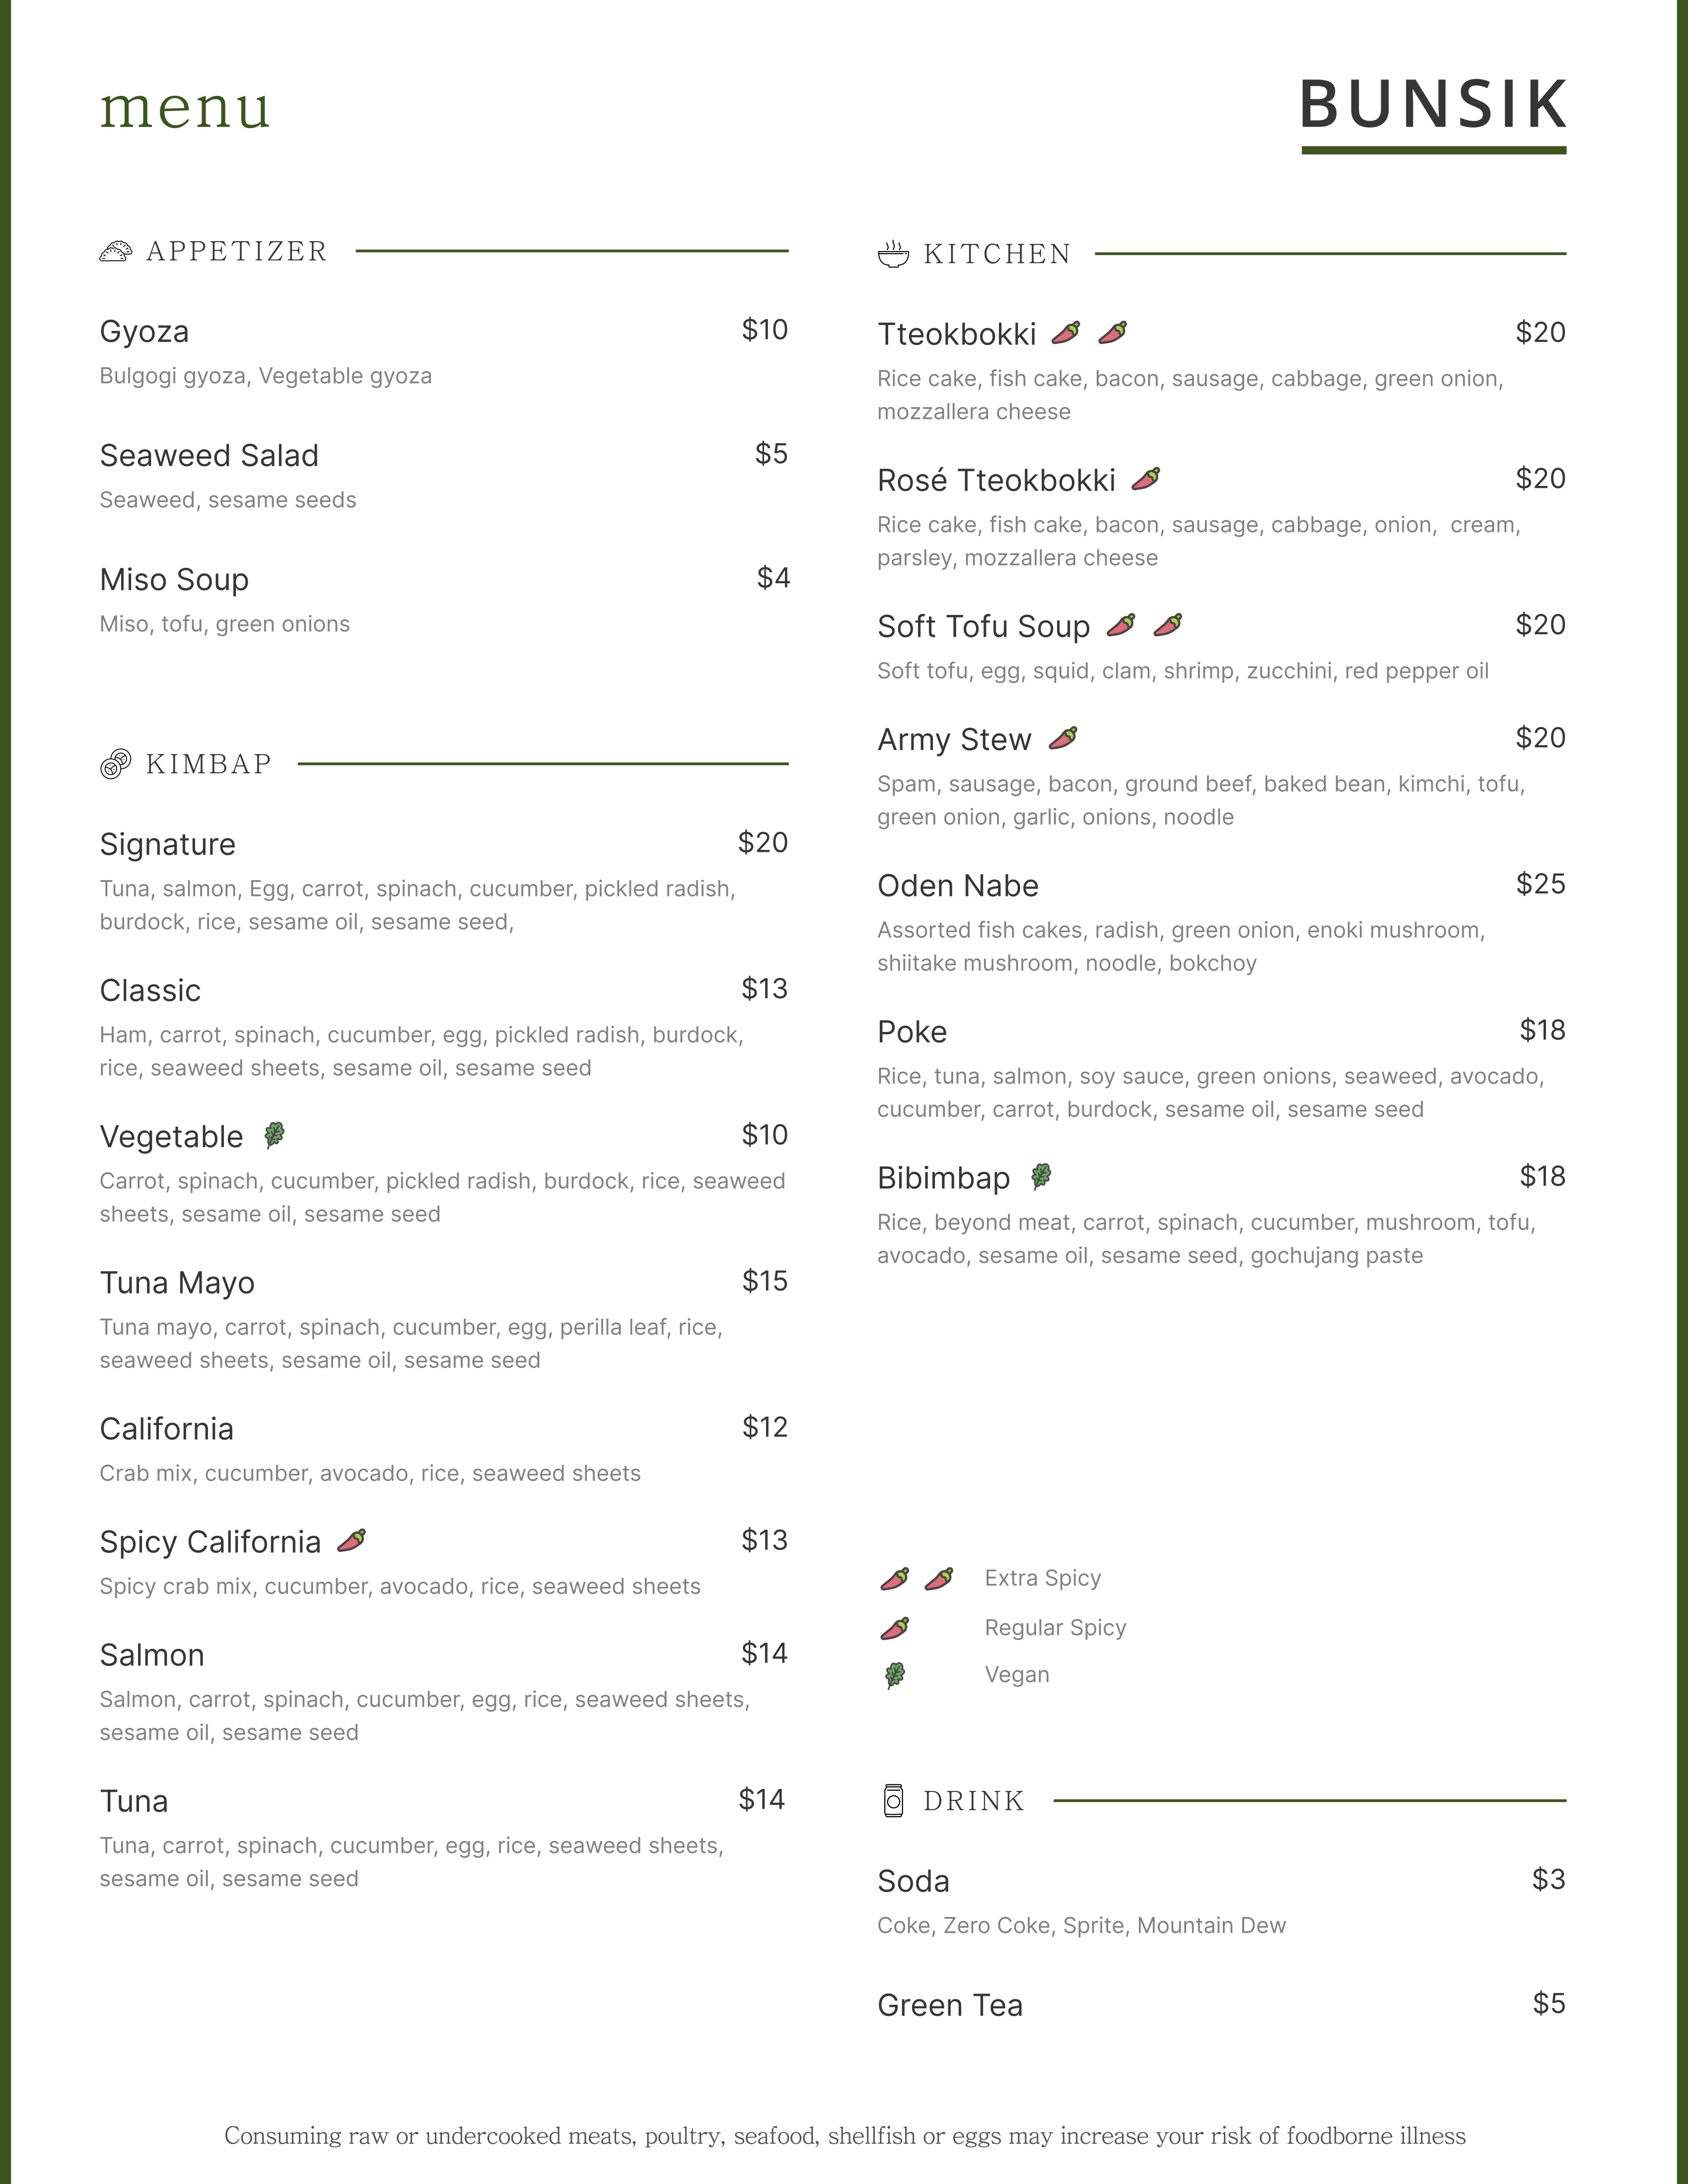 menu
BUNSIK
APPETIZER
Gyoza $10
Bulgogi gyoza, Vegetable gyoza
Seaweed Salad $5
Seaweed, sesame seeds
Miso Soup $4
Miso, tofu, green onions
KIMBAP
Signature $20
Tuna, salmon, Egg, carrot, spinach, cucumber, pickled radish,
burdock, rice, sesame oil, sesame seed,
Classic $13
Ham, carrot, spinach, cucumber, egg, pickled radish, burdock,
rice, seaweed sheets, sesame oil, sesame seed
Vegetable $10
Carrot, spinach, cucumber, pickled radish, burdock, rice, seaweed
sheets, sesame oil, sesame seed
Tuna Mayo $15
Tuna mayo, carrot, spinach, cucumber, egg, perilla leaf, rice,
seaweed sheets, sesame oil, sesame seed
California $12
Crab mix, cucumber, avocado, rice, seaweed sheets
Spicy California $13
Spicy crab mix, cucumber, avocado, rice, seaweed sheets
Salmon $14
Salmon, carrot, spinach, cucumber, egg, rice, seaweed sheets,
sesame oil, sesame seed
Tuna $14
Tuna, carrot, spinach, cucumber, egg, rice, seaweed sheets,
sesame oil, sesame seed
KITCHEN
Tteokbokki $20
Rice cake, fish cake, bacon, sausage, cabbage, green onion,
mozzallera cheese
Rosé Tteokbokki $20
Rice cake, fish cake, bacon, sausage, cabbage, onion, cream,
parsley, mozzallera cheese
Soft Tofu Soup $20
Soft tofu, egg, squid, clam, shrimp, zucchini, red pepper oil
Army Stew $20
Spam, sausage, bacon, ground beef, baked bean, kimchi, tofu,
green onion, garlic, onions, noodle
Oden Nabe $25
Assorted fish cakes, radish, green onion, enoki mushroom,
shiitake mushroom, noodle, bokchoy
Poke $18
Rice, tuna, salmon, soy sauce, green onions, seaweed, avocado,
cucumber, carrot, burdock, sesame oil, sesame seed
Bibimbap $18
Rice, beyond meat, carrot, spinach, cucumber, mushroom, tofu,
avocado, sesame oil, sesame seed, gochujang paste
Extra Spicy
Regular Spicy
Vegan
DRINK
Soda $3
Coke, Zero Coke, Sprite, Mountain Dew
Green Tea $5
Consuming raw or undercooked meats, poultry, seafood, shellfish or eggs may increase your risk of foodborne illness